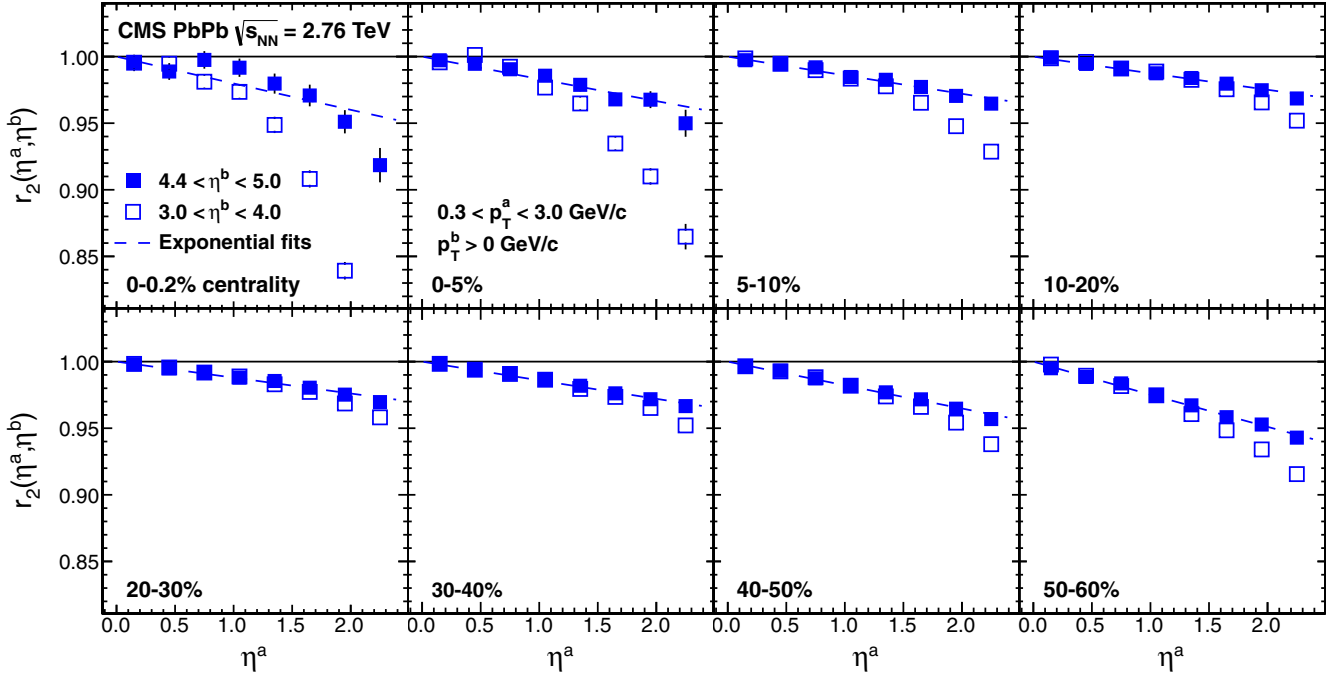 CMS PbPb √s_NN = 2.76 TeV
r₂(ηᵃ,ηᵇ)
1.00
0.95
0.90
0.85
4.4 < ηᵇ < 5.0
3.0 < ηᵇ < 4.0
Exponential fits
0-0.2% centrality
0.3 < p_T^a < 3.0 GeV/c
p_T^b > 0 GeV/c
0-5%
5-10%
10-20%
r₂(ηᵃ,ηᵇ)
1.00
0.95
0.90
0.85
20-30%
30-40%
40-50%
50-60%
0.0 0.5 1.0 1.5 2.0
0.0 0.5 1.0 1.5 2.0
0.0 0.5 1.0 1.5 2.0
0.0 0.5 1.0 1.5 2.0
ηᵃ
ηᵃ
ηᵃ
ηᵃ